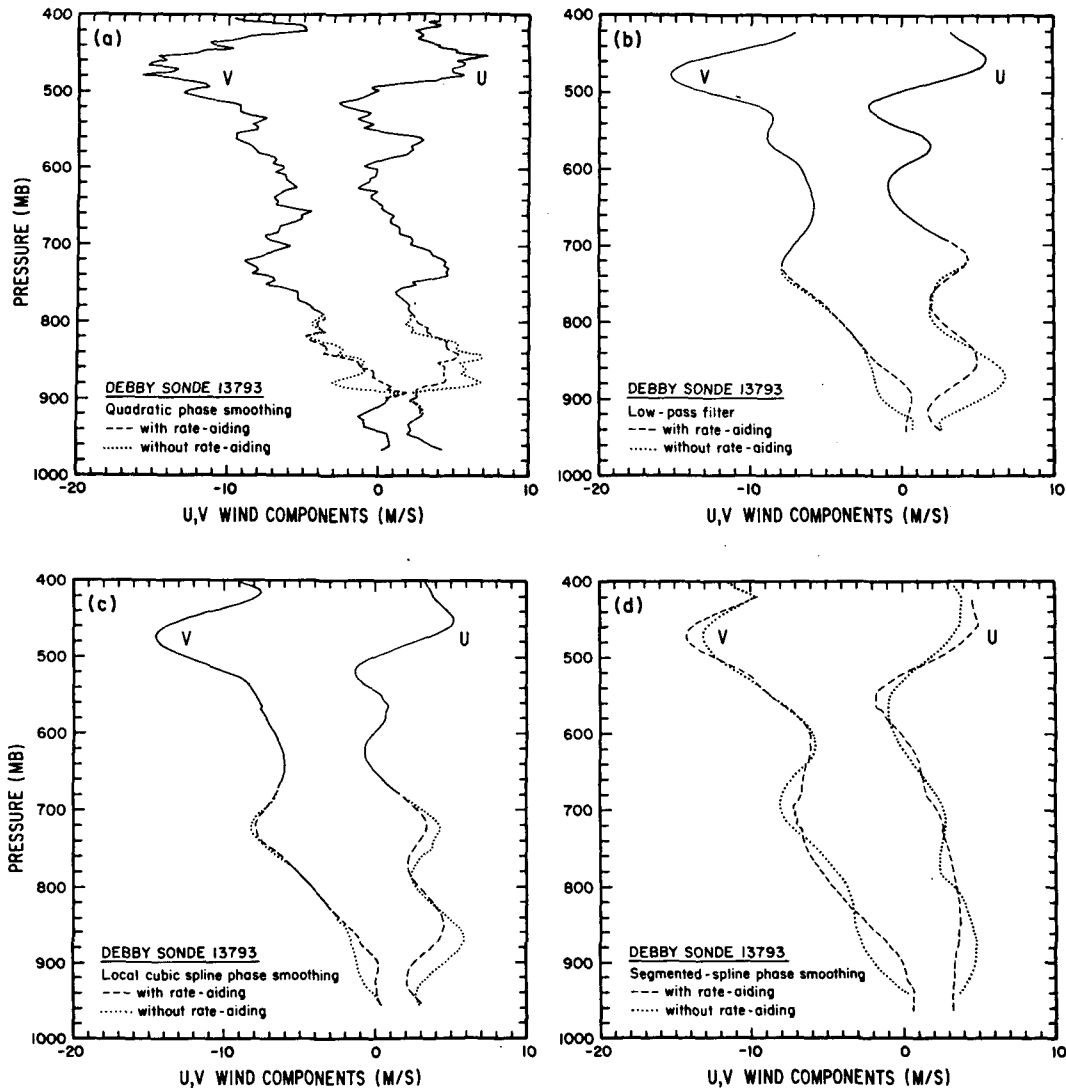 (a)
V
U
400
500
600
700
800
900
1000
PRESSURE (MB)
DEBBY SONDE 13793
Quadratic phase smoothing
with rate-aiding
without rate-aiding
-20
-10
0
10
U,V WIND COMPONENTS (M/S)
(b)
V
U
400
500
600
700
800
900
1000
DEBBY SONDE 13793
Low-pass filter
with rate-aiding
without rate-aiding
-20
-10
0
10
U,V WIND COMPONENTS (M/S)
(c)
V
U
400
500
600
700
800
900
1000
PRESSURE (MB)
DEBBY SONDE 13793
Local cubic spline phase smoothing
with rate-aiding
without rate-aiding
-20
-10
0
10
U,V WIND COMPONENTS (M/S)
(d)
V
U
400
500
600
700
800
900
1000
DEBBY SONDE 13793
Segmented-spline phase smoothing
with rate-aiding
without rate-aiding
-20
-10
0
10
U,V WIND COMPONENTS (M/S)